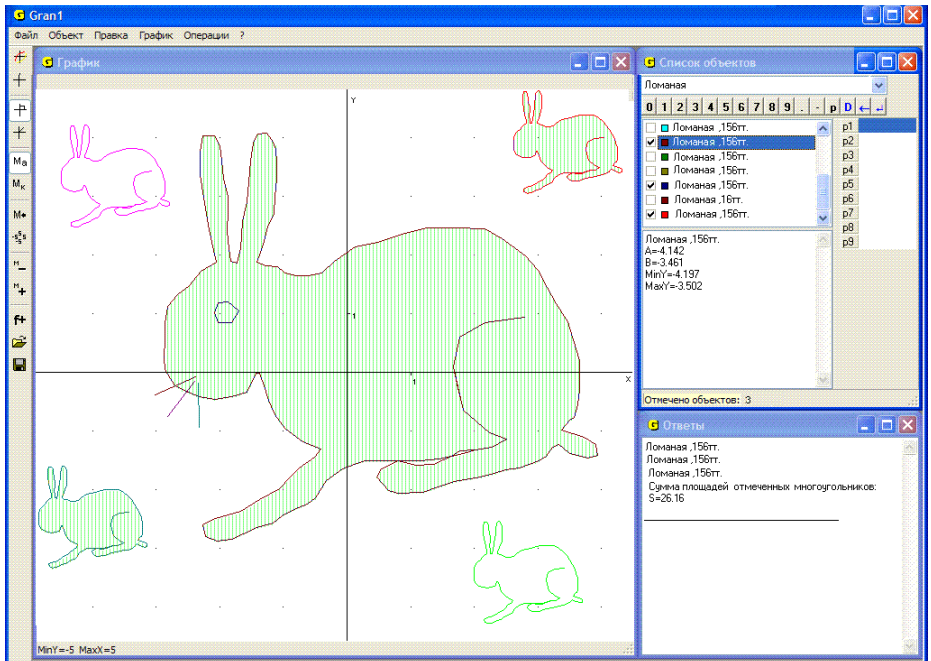 Gran1
Файл Объект Правка График Операции ?
График
Y
1
1
X
MinY=-5 MaxX=5
Список объектов
Ломаная
0 1 2 3 4 5 6 7 8 9 . - p D ← ↲
Ломаная ,156тт.
Ломаная ,156тт.
Ломаная ,156тт.
Ломаная ,156тт.
Ломаная ,156тт.
Ломаная ,16тт.
Ломаная ,156тт.
p1
p2
p3
p4
p5
p6
p7
p8
p9
Ломаная ,156тт.
A=-4.142
B=-3.461
MinY=-4.197
MaxY=-3.502
Отмечено объектов: 3
Ответы
Ломаная ,156тт.
Ломаная ,156тт.
Ломаная ,156тт.
Сумма площадей отмеченных многоугольников:
S=26.16
Ma
Мк
M+
M
−
M
+
f+